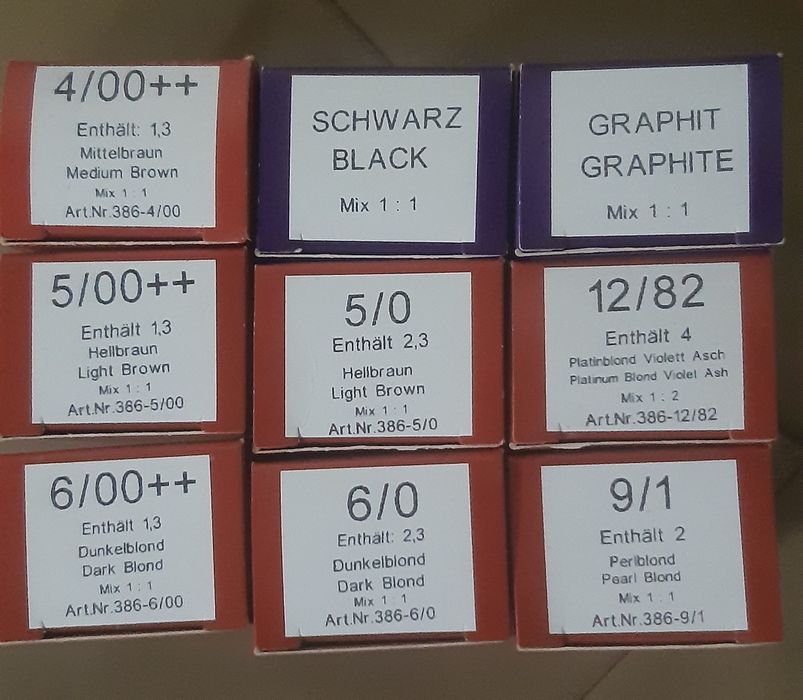 4/00++
Enthält: 1,3
Mittelbraun
Medium Brown
Mix 1 : 1
Art.Nr.386-4/00
SCHWARZ
BLACK
Mix 1 : 1
GRAPHIT
GRAPHITE
Mix 1 : 1
5/00++
Enthält 1,3
Hellbraun
Light Brown
Mix 1 : 1
Art.Nr.386-5/00
5/0
Enthält 2,3
Hellbraun
Light Brown
Mix 1 : 1
Art.Nr.386-5/0
12/82
Enthält 4
Platinblond Violett Asch
Platinum Blond Violet Ash
Mix 1 : 2
Art.Nr.386-12/82
6/00++
Enthält 1,3
Dunkelblond
Dark Blond
Mix 1 : 1
Art.Nr.386-6/00
6/0
Enthält: 2,3
Dunkelblond
Dark Blond
Mix 1 : 1
Art.Nr.386-6/0
9/1
Enthält 2
Perlblond
Pearl Blond
Mix 1 : 1
Art.Nr.386-9/1